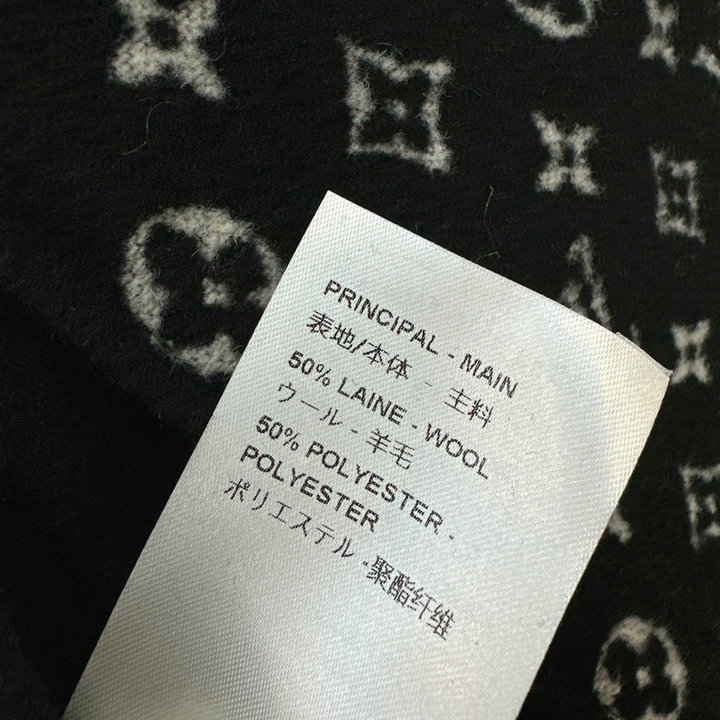 PRINCIPAL - MAIN
表地/本体 - 主料
50% LAINE - WOOL
ウール - 羊毛
50% POLYESTER -
POLYESTER
ポリエステル - 聚酯纤维